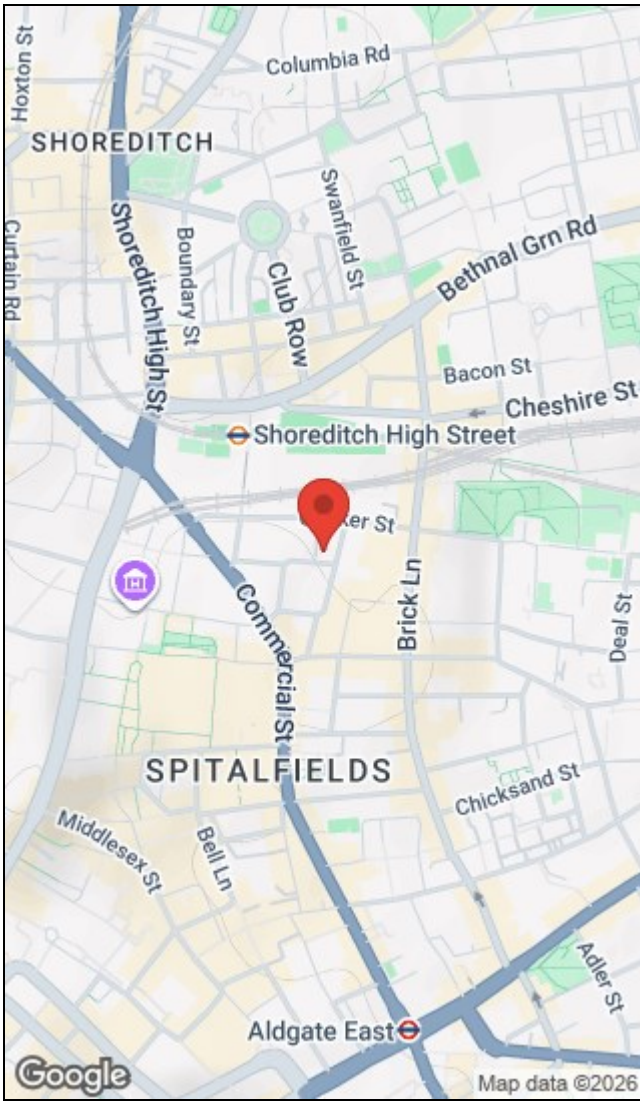 Columbia Rd
Hoxton St
SHOREDITCH
Swanfield St
Curtain Rd
Shoreditch High St
Boundary St
Bethnal Grn Rd
Club Row
Bacon St
Cheshire St
Shoreditch High Street
ker St
Commercial St
Brick Ln
Deal St
SPITALFIELDS
Chicksand St
Middlesex St
Bell Ln
Adler St
Aldgate East
Google
Map data ©2026